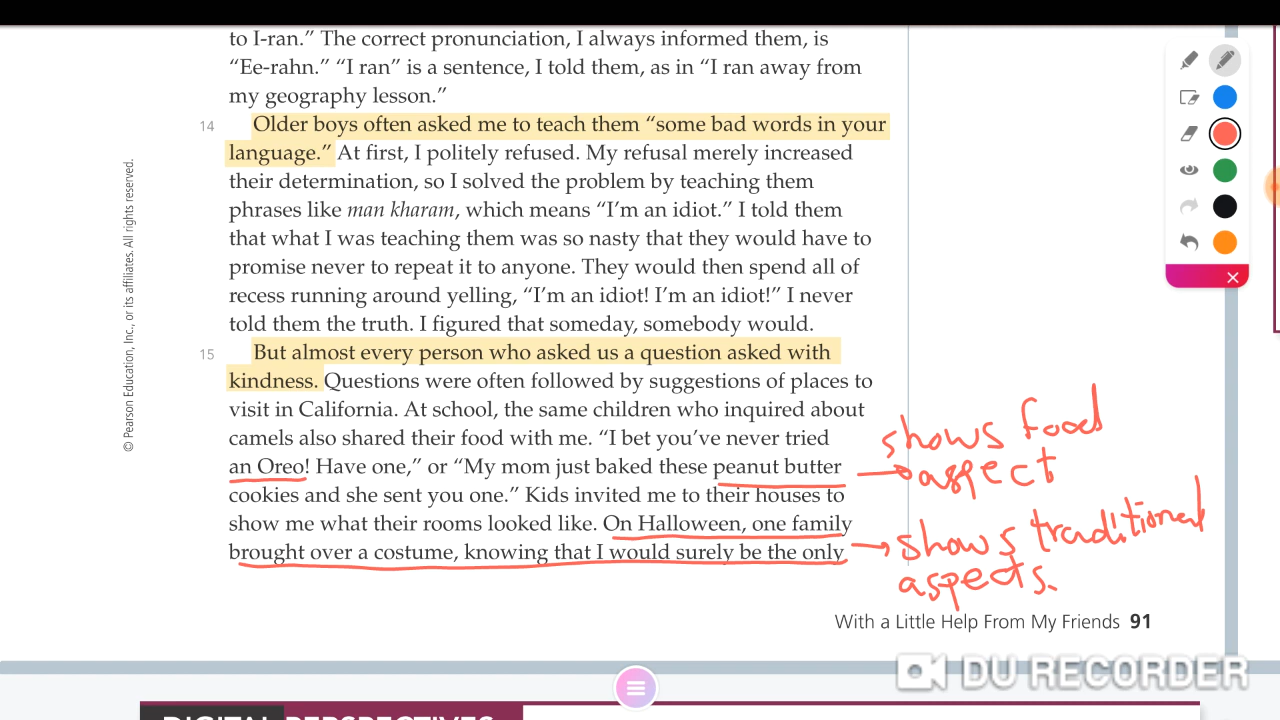 to I-ran.” The correct pronunciation, I always informed them, is
“Ee-rahn.” “I ran” is a sentence, I told them, as in “I ran away from
my geography lesson.”
14 Older boys often asked me to teach them “some bad words in your
language.” At first, I politely refused. My refusal merely increased
their determination, so I solved the problem by teaching them
phrases like man kharam, which means “I’m an idiot.” I told them
that what I was teaching them was so nasty that they would have to
promise never to repeat it to anyone. They would then spend all of
recess running around yelling, “I’m an idiot! I’m an idiot!” I never
told them the truth. I figured that someday, somebody would.
15 But almost every person who asked us a question asked with
kindness. Questions were often followed by suggestions of places to
visit in California. At school, the same children who inquired about
camels also shared their food with me. “I bet you’ve never tried
an Oreo! Have one,” or “My mom just baked these peanut butter
cookies and she sent you one.” Kids invited me to their houses to
show me what their rooms looked like. On Halloween, one family
brought over a costume, knowing that I would surely be the only
shows food
aspect
shows traditional
aspects.
© Pearson Education, Inc., or its affiliates. All rights reserved.
With a Little Help From My Friends 91
DU RECORDER
DIGITAL PERSPECTIVES